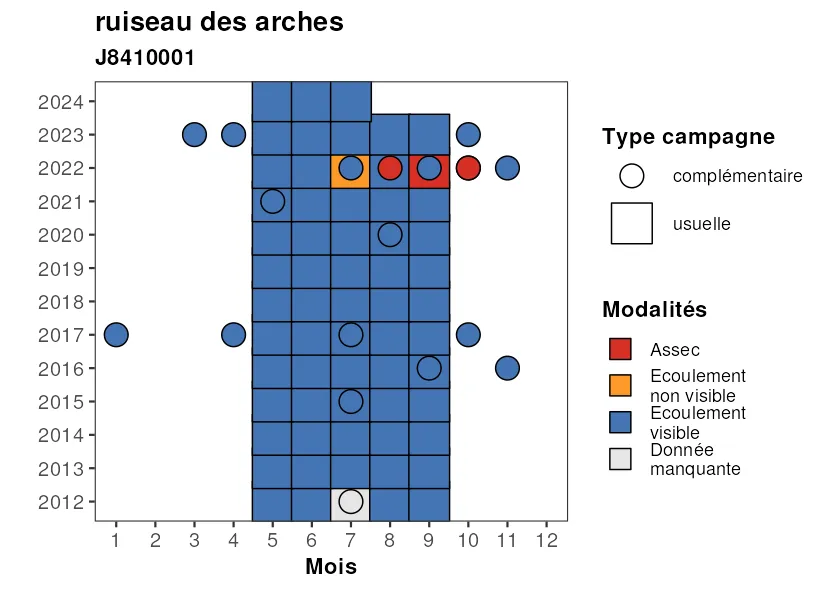 ruiseau des arches
J8410001
2024
2023
2022
2021
2020
2019
2018
2017
2016
2015
2014
2013
2012
1 2 3 4 5 6 7 8 9 10 11 12
Mois
Type campagne
complémentaire
usuelle
Modalités
Assec
Ecoulement
non visible
Ecoulement
visible
Donnée
manquante